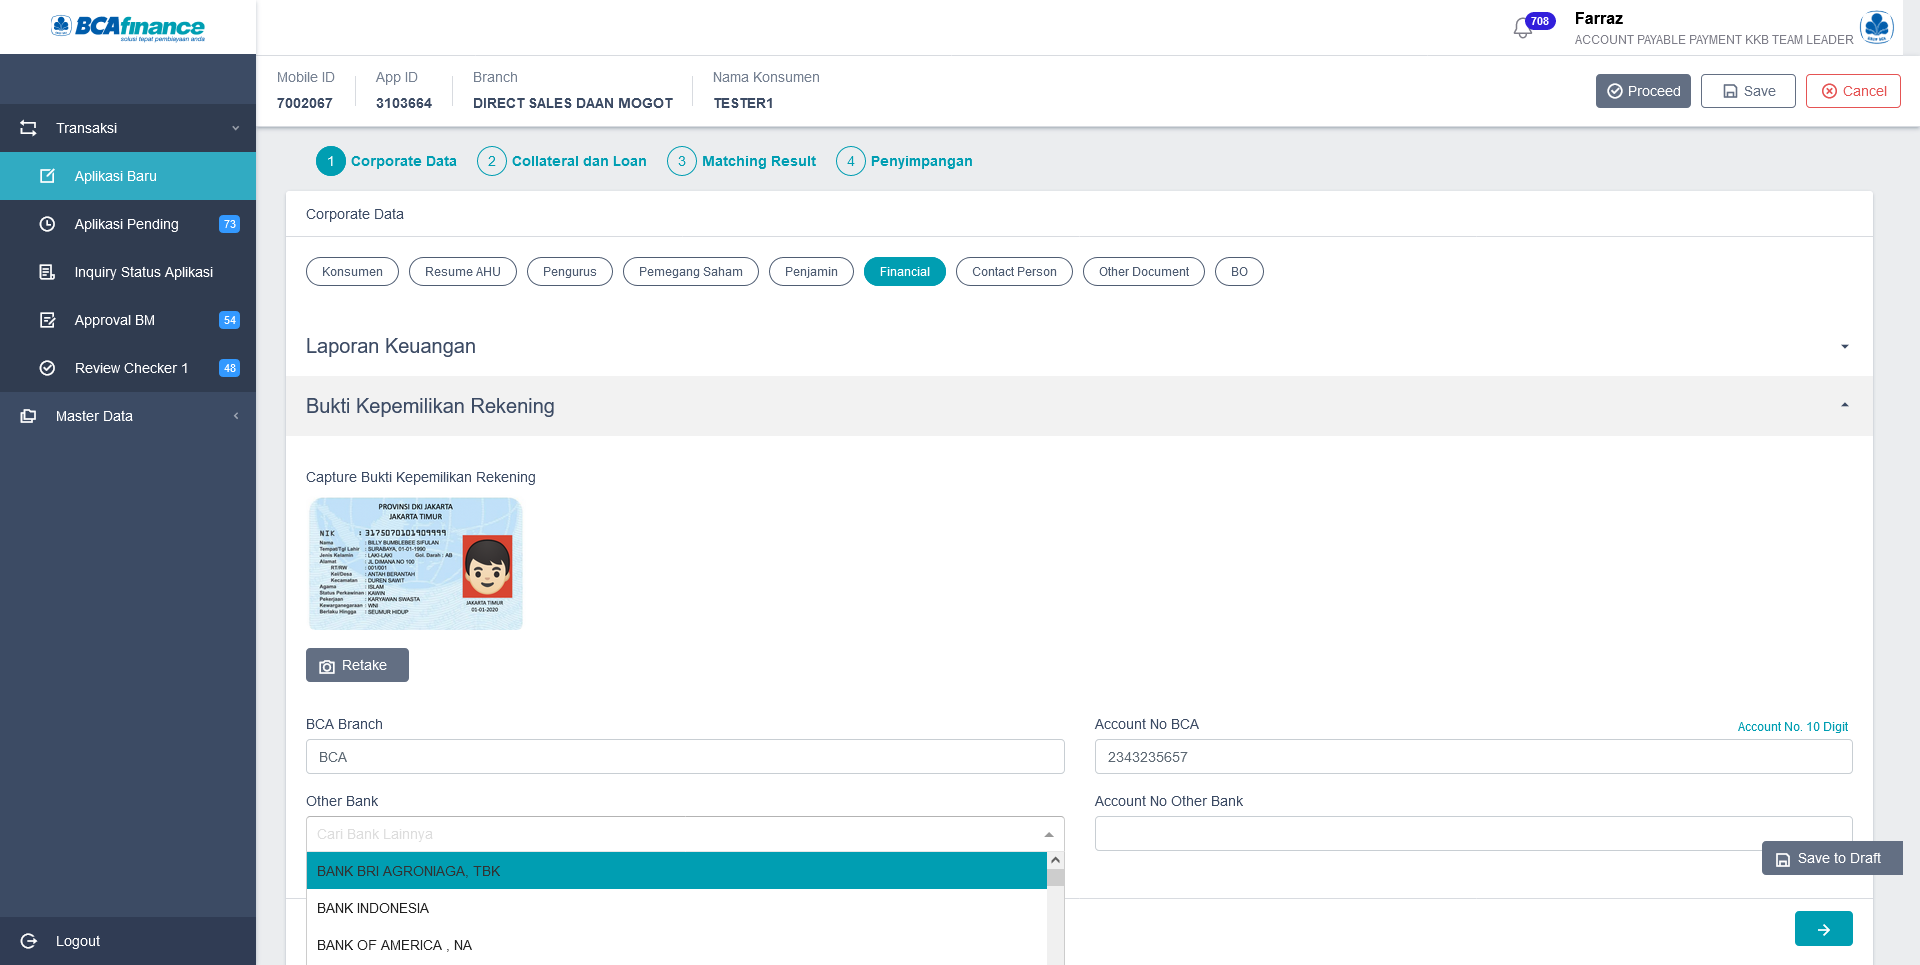 BCAfinance
solusi tepat pembiayaan anda
708
Farraz
ACCOUNT PAYABLE PAYMENT KKB TEAM LEADER
Mobile ID
7002067
App ID
3103664
Branch
DIRECT SALES DAAN MOGOT
Nama Konsumen
TESTER1
Proceed
Save
Cancel
Transaksi
Aplikasi Baru
Aplikasi Pending
73
Inquiry Status Aplikasi
Approval BM
54
Review Checker 1
48
Master Data
Logout
1 Corporate Data
2 Collateral dan Loan
3 Matching Result
4 Penyimpangan
Corporate Data
Konsumen
Resume AHU
Pengurus
Pemegang Saham
Penjamin
Financial
Contact Person
Other Document
BO
Laporan Keuangan
Bukti Kepemilikan Rekening
Capture Bukti Kepemilikan Rekening
PROVINSI DKI JAKARTA
JAKARTA TIMUR
NIK : 3175070101909999
Nama : BILLY BUMBLEBEE SIFULAN
Tempat/Tgl Lahir : SURABAYA, 01-01-1990
Jenis Kelamin : LAKI-LAKI Gol. Darah : AB
Alamat : JL DIMANA NO 100
RT/RW : 001/001
Kel/Desa : ANTAH BERANTAH
Kecamatan : DUREN SAWIT
Agama : ISLAM
Status Perkawinan : KAWIN
Pekerjaan : KARYAWAN SWASTA
Kewarganegaraan : WNI
Berlaku Hingga : SEUMUR HIDUP
JAKARTA TIMUR
01-01-2020
Retake
BCA Branch
BCA
Account No BCA
Account No. 10 Digit
2343235657
Other Bank
Cari Bank Lainnya
Account No Other Bank
BANK BRI AGRONIAGA, TBK
BANK INDONESIA
BANK OF AMERICA , NA
Save to Draft